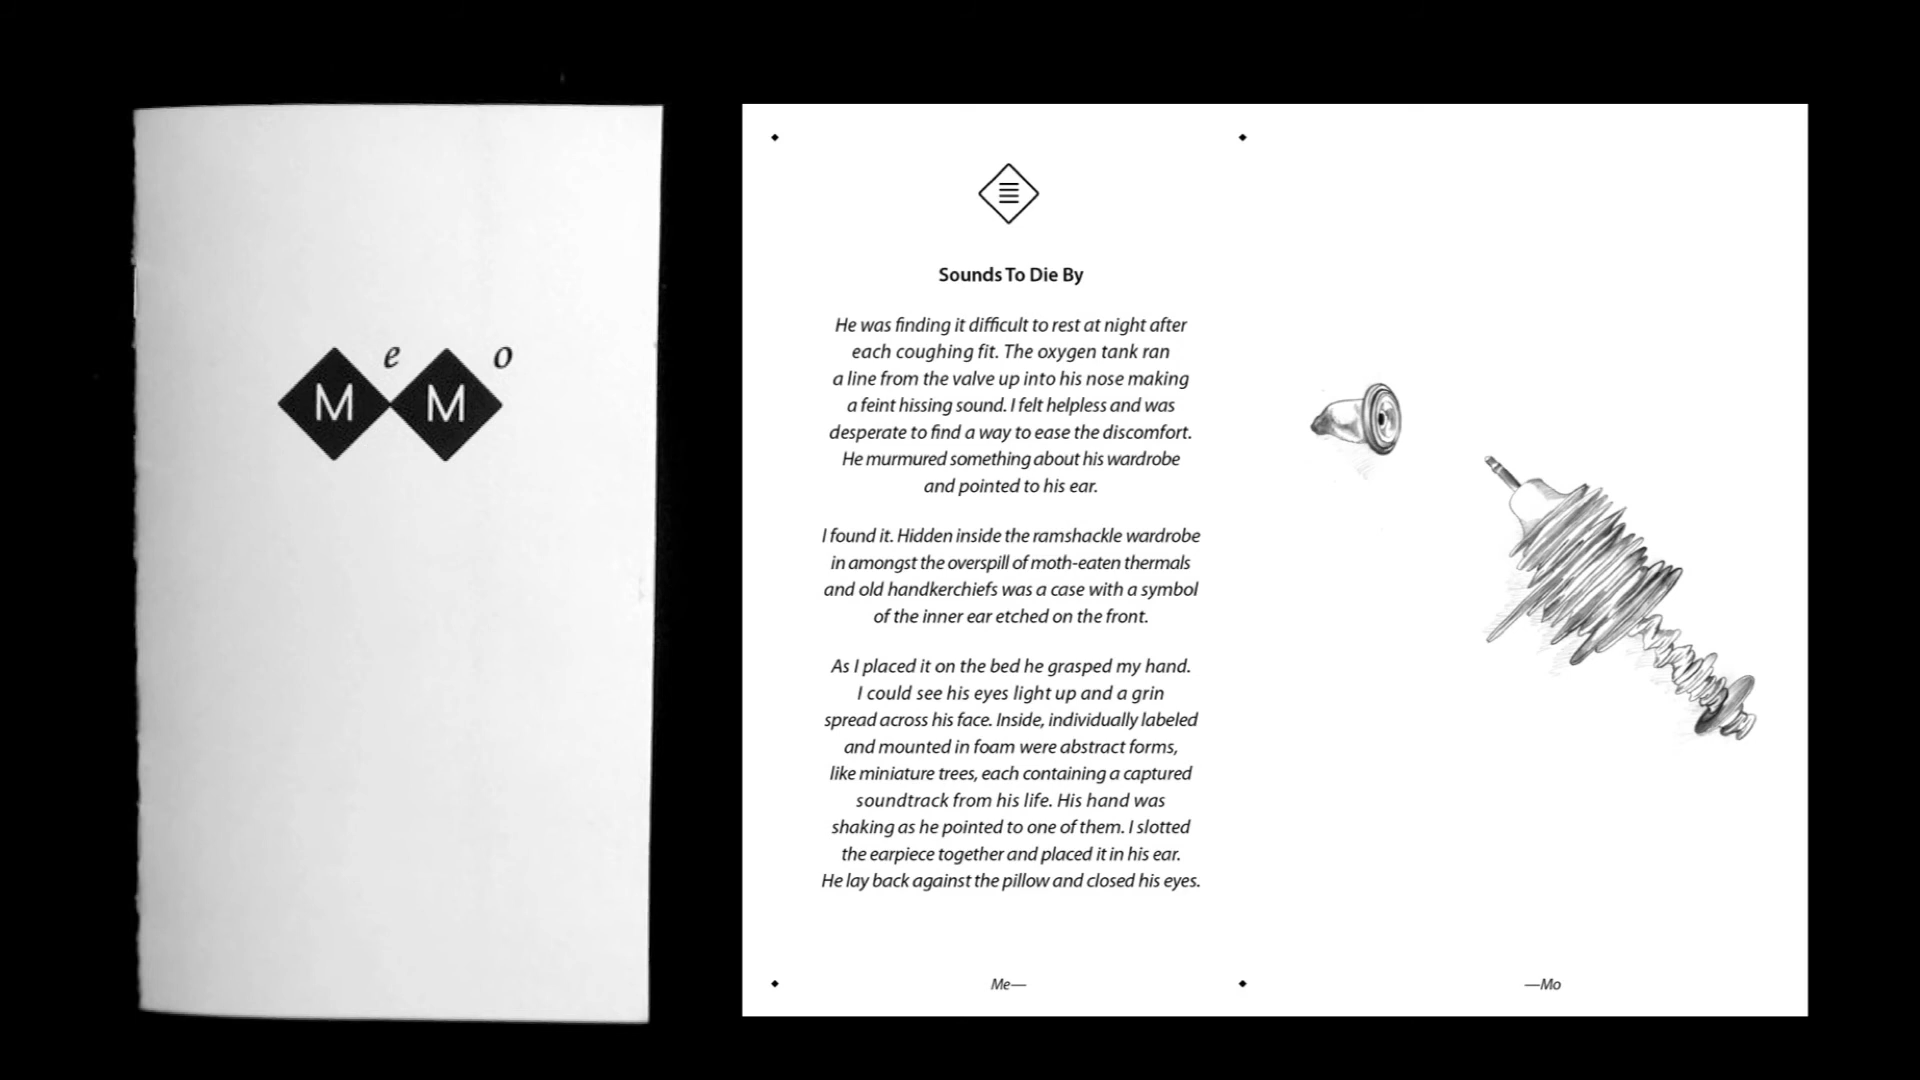 MeMo
Sounds To Die By
He was finding it difficult to rest at night after
each coughing fit. The oxygen tank ran
a line from the valve up into his nose making
a feint hissing sound. I felt helpless and was
desperate to find a way to ease the discomfort.
He murmured something about his wardrobe
and pointed to his ear.
I found it. Hidden inside the ramshackle wardrobe
in amongst the overspill of moth-eaten thermals
and old handkerchiefs was a case with a symbol
of the inner ear etched on the front.
As I placed it on the bed he grasped my hand.
I could see his eyes light up and a grin
spread across his face. Inside, individually labeled
and mounted in foam were abstract forms,
like miniature trees, each containing a captured
soundtrack from his life. His hand was
shaking as he pointed to one of them. I slotted
the earpiece together and placed it in his ear.
He lay back against the pillow and closed his eyes.
Me—
—Mo